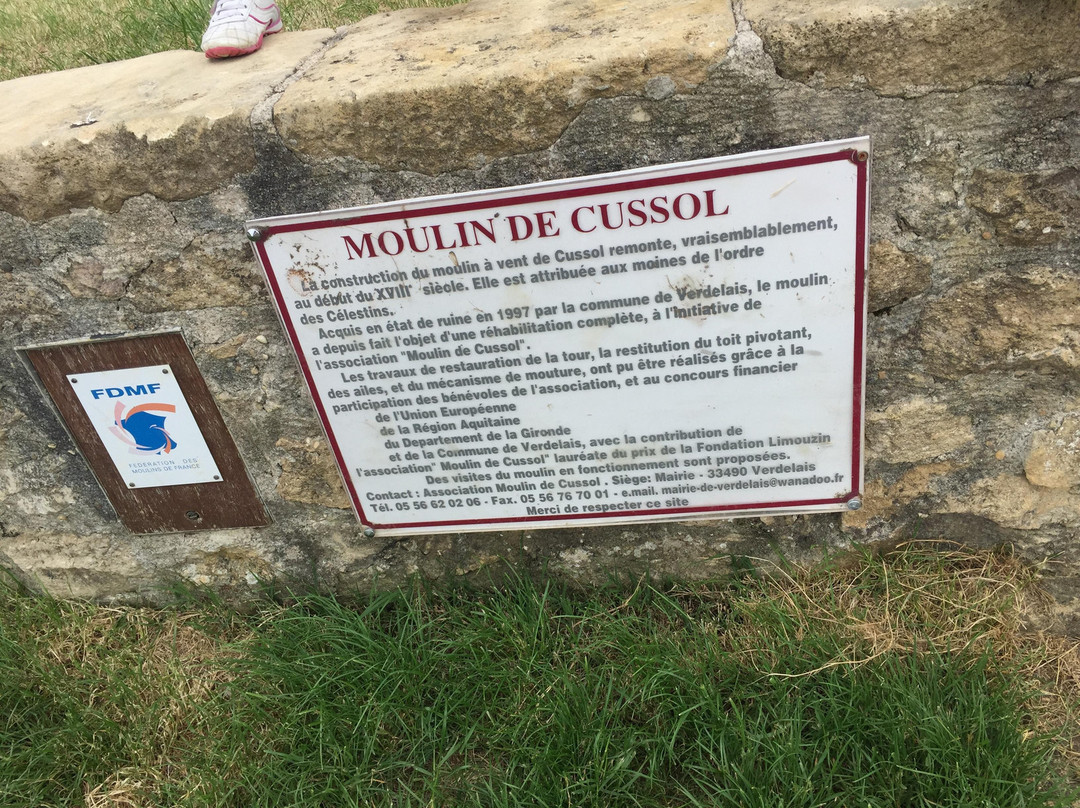 MOULIN DE CUSSOL
La construction du moulin à vent de Cussol remonte, vraisemblablement,
au début du XVIIIe siècle. Elle est attribuée aux moines de l'ordre
des Célestins.
Acquis en état de ruine en 1997 par la commune de Verdelais, le moulin
a depuis fait l'objet d'une réhabilitation complète, à l'initiative de
l'association "Moulin de Cussol".
Les travaux de restauration de la tour, la restitution du toit pivotant,
des ailes, et du mécanisme de mouture, ont pu être réalisés grâce à la
participation des bénévoles de l'association, et au concours financier
de l'Union Européenne
de la Région Aquitaine
du Departement de la Gironde
et de la Commune de Verdelais, avec la contribution de
l'association" Moulin de Cussol" lauréate du prix de la Fondation Limouzin
Des visites du moulin en fonctionnement sont proposées.
Contact : Association Moulin de Cussol. Siège: Mairie - 33490 Verdelais
Tél. 05 56 62 02 06 - Fax. 05 56 76 70 01 - e.mail. mairie-de-verdelais@wanadoo.fr
Merci de respecter ce site
FDMF
FEDERATION DES
MOULINS DE FRANCE